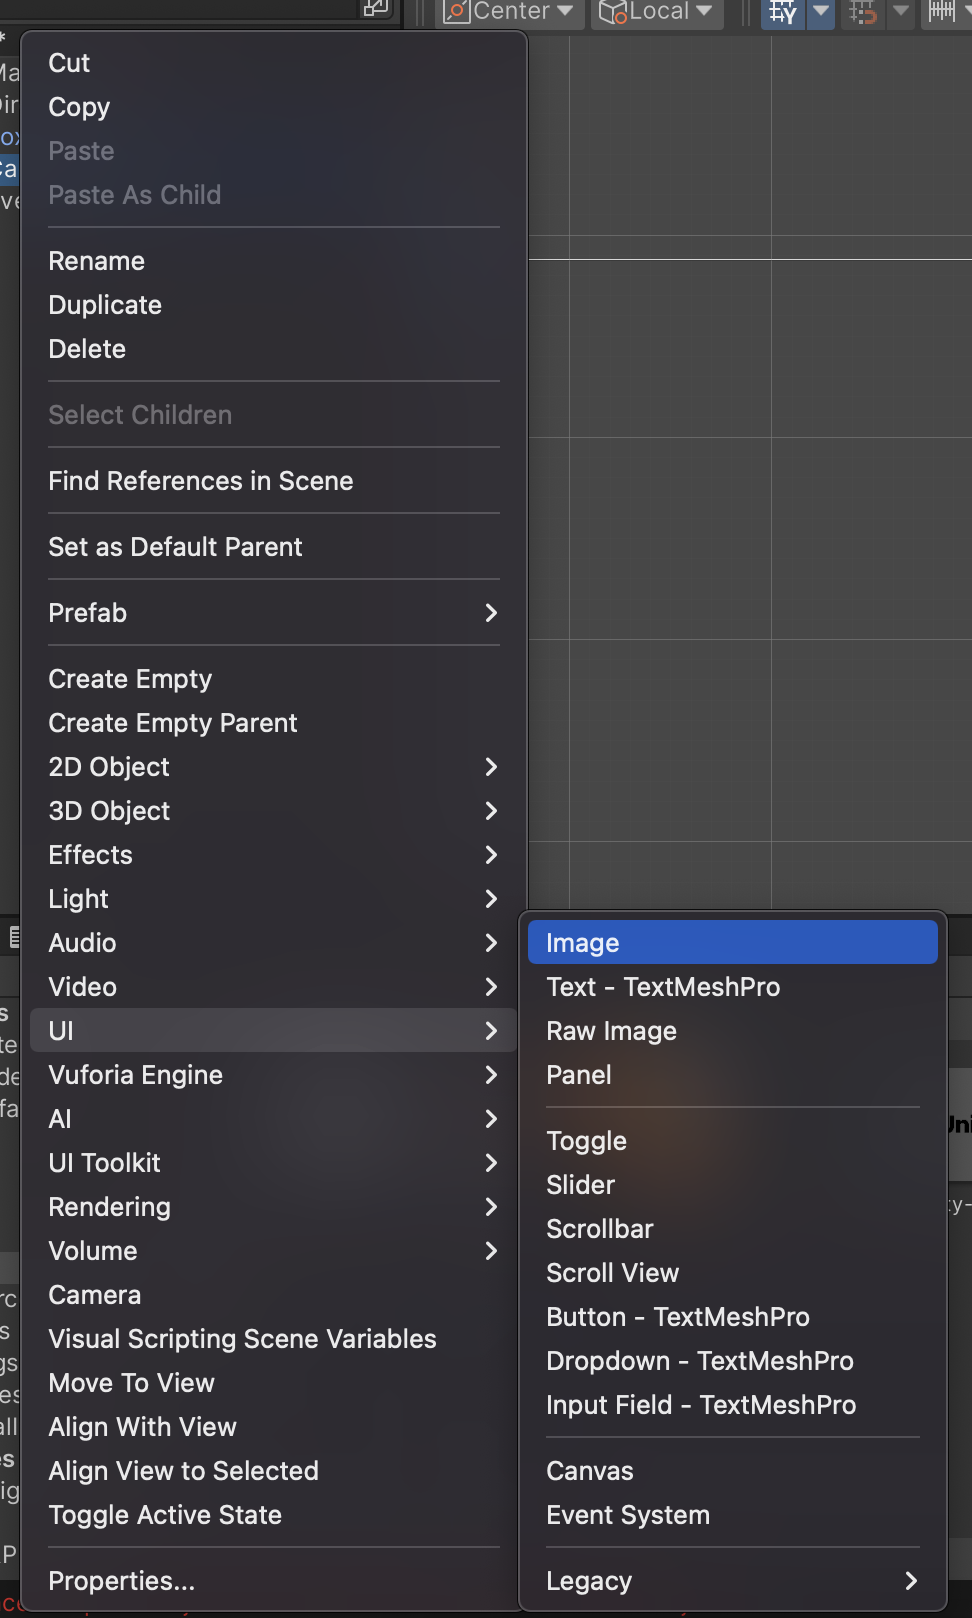 Center
Local
Cut
Copy
Paste
Paste As Child
Rename
Duplicate
Delete
Select Children
Find References in Scene
Set as Default Parent
Prefab
Create Empty
Create Empty Parent
2D Object
3D Object
Effects
Light
Audio
Video
UI
Vuforia Engine
AI
UI Toolkit
Rendering
Volume
Camera
Visual Scripting Scene Variables
Move To View
Align With View
Align View to Selected
Toggle Active State
Properties...
Image
Text - TextMeshPro
Raw Image
Panel
Toggle
Slider
Scrollbar
Scroll View
Button - TextMeshPro
Dropdown - TextMeshPro
Input Field - TextMeshPro
Canvas
Event System
Legacy